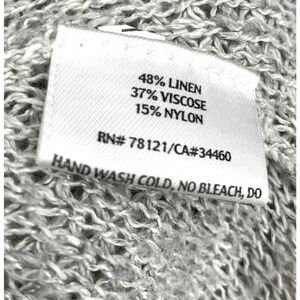 48% LINEN
37% VISCOSE
15% NYLON
RN# 78121/CA#34460
HAND WASH COLD, NO BLEACH, DO